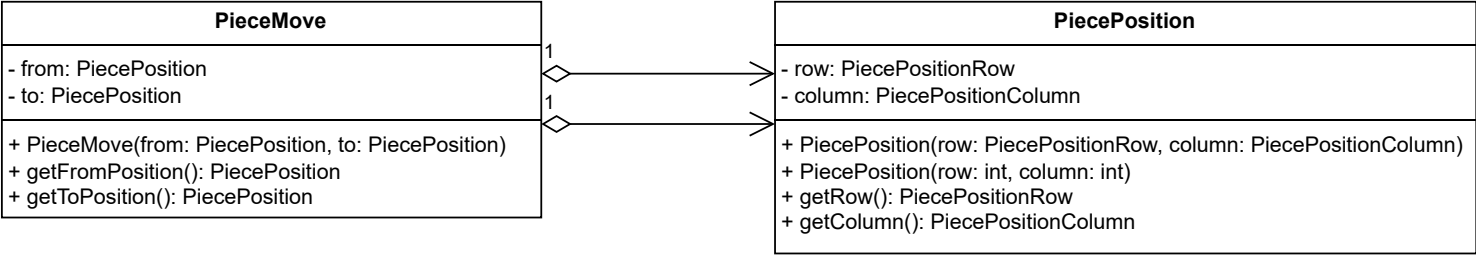 PieceMove
- from: PiecePosition
- to: PiecePosition
+ PieceMove(from: PiecePosition, to: PiecePosition)
+ getFromPosition(): PiecePosition
+ getToPosition(): PiecePosition
1
1
PiecePosition
- row: PiecePositionRow
- column: PiecePositionColumn
+ PiecePosition(row: PiecePositionRow, column: PiecePositionColumn)
+ PiecePosition(row: int, column: int)
+ getRow(): PiecePositionRow
+ getColumn(): PiecePositionColumn